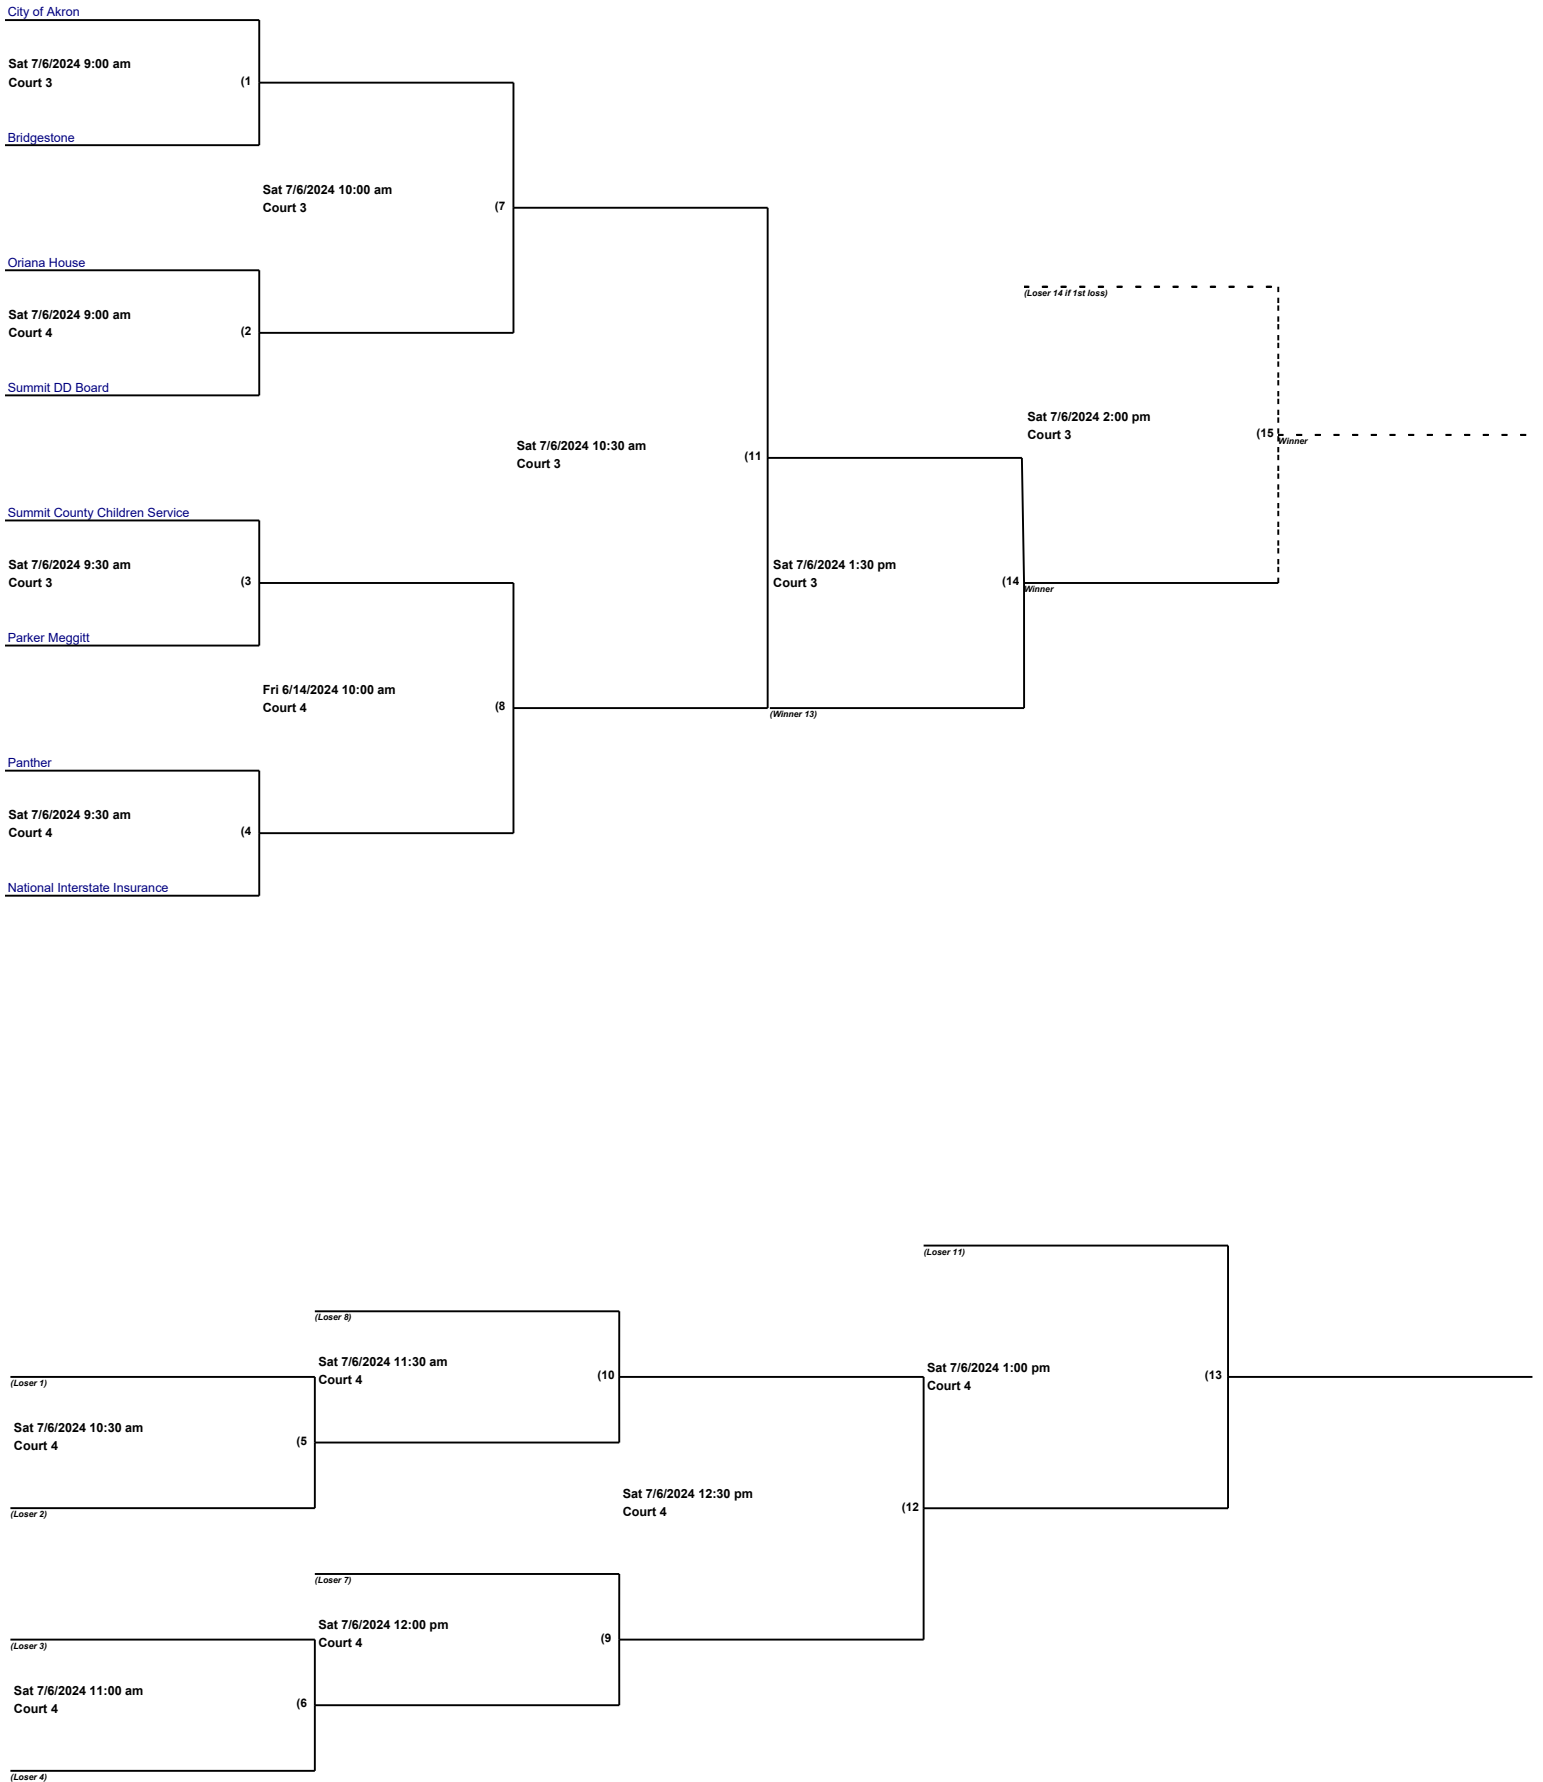 City of Akron
Sat 7/6/2024 9:00 am
Court 3
(1
Bridgestone
Sat 7/6/2024 10:00 am
Court 3
(7
Oriana House
Sat 7/6/2024 9:00 am
Court 4
(2
Summit DD Board
(Loser 14 if 1st loss)
Sat 7/6/2024 2:00 pm
Court 3
(15
Winner
Sat 7/6/2024 10:30 am
Court 3
(11
Summit County Children Service
Sat 7/6/2024 9:30 am
Court 3
(3
Sat 7/6/2024 1:30 pm
Court 3
(14
Winner
Parker Meggitt
Fri 6/14/2024 10:00 am
Court 4
(8
(Winner 13)
Panther
Sat 7/6/2024 9:30 am
Court 4
(4
National Interstate Insurance
(Loser 11)
(Loser 8)
Sat 7/6/2024 11:30 am
Court 4
(10
Sat 7/6/2024 1:00 pm
Court 4
(13
(Loser 1)
Sat 7/6/2024 10:30 am
Court 4
(5
(Loser 2)
Sat 7/6/2024 12:30 pm
Court 4
(12
(Loser 7)
Sat 7/6/2024 12:00 pm
Court 4
(9
(Loser 3)
Sat 7/6/2024 11:00 am
Court 4
(6
(Loser 4)